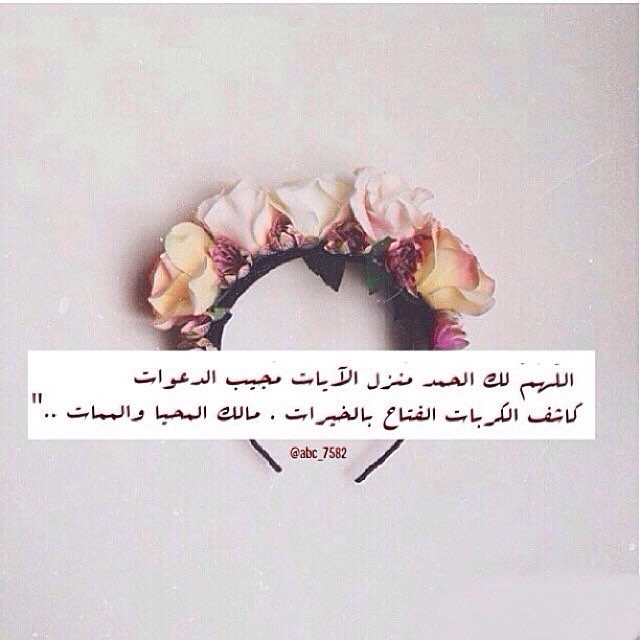 اللهم لك الحمد منزل الآيات مجيب الدعوات
كاشف الكربات الفتاح بالخيرات . مالك المحيا والممات .."
@abc_7582